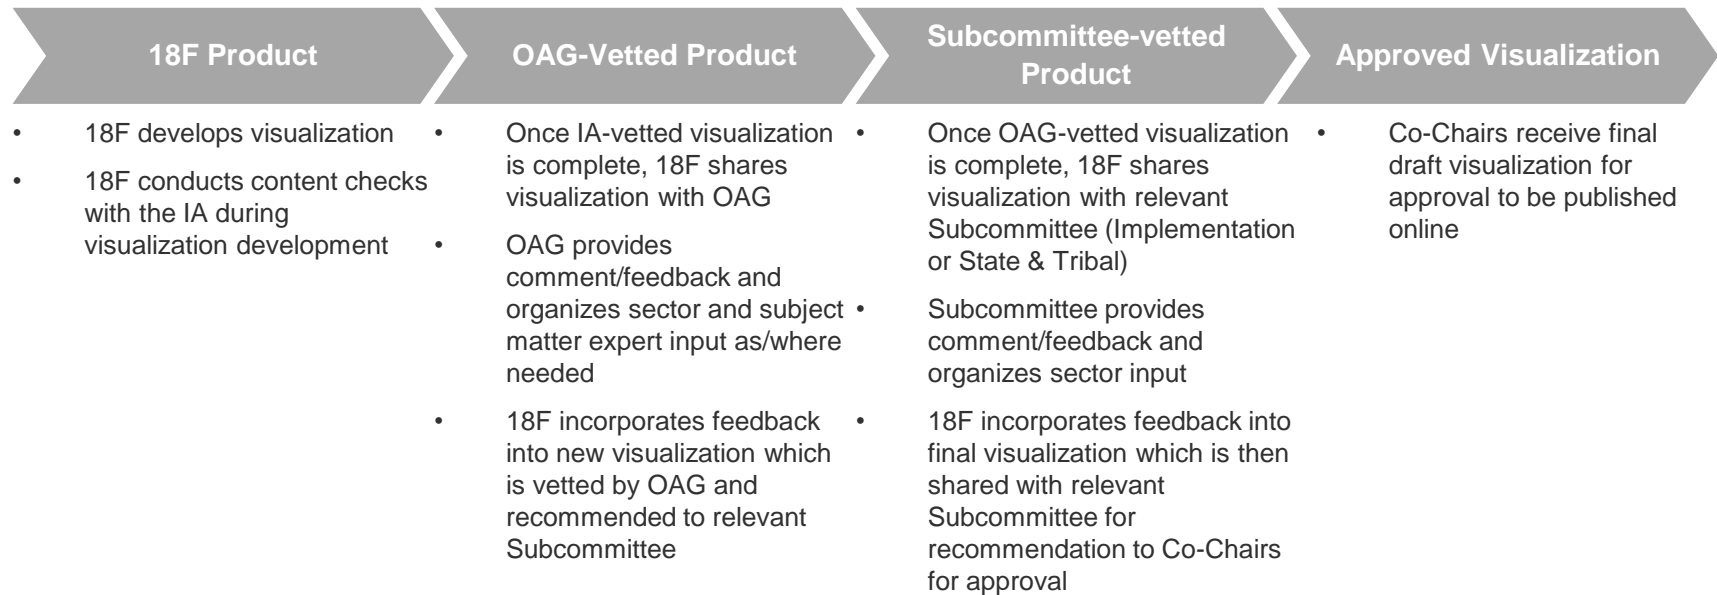 18F Product
• 18F develops visualization
• 18F conducts content checks
with the IA during
visualization development
OAG-Vetted Product
• Once IA-vetted visualization
is complete, 18F shares
visualization with OAG
• OAG provides
comment/feedback and
organizes sector and subject
matter expert input as/where
needed
• 18F incorporates feedback
into new visualization which
is vetted by OAG and
recommended to relevant
Subcommittee
Subcommittee-vetted
Product
• Once OAG-vetted visualization
is complete, 18F shares
visualization with relevant
Subcommittee (Implementation
or State & Tribal)
• Subcommittee provides
comment/feedback and
organizes sector input
• 18F incorporates feedback into
final visualization which is then
shared with relevant
Subcommittee for
recommendation to Co-Chairs
for approval
Approved Visualization
• Co-Chairs receive final
draft visualization for
approval to be published
online